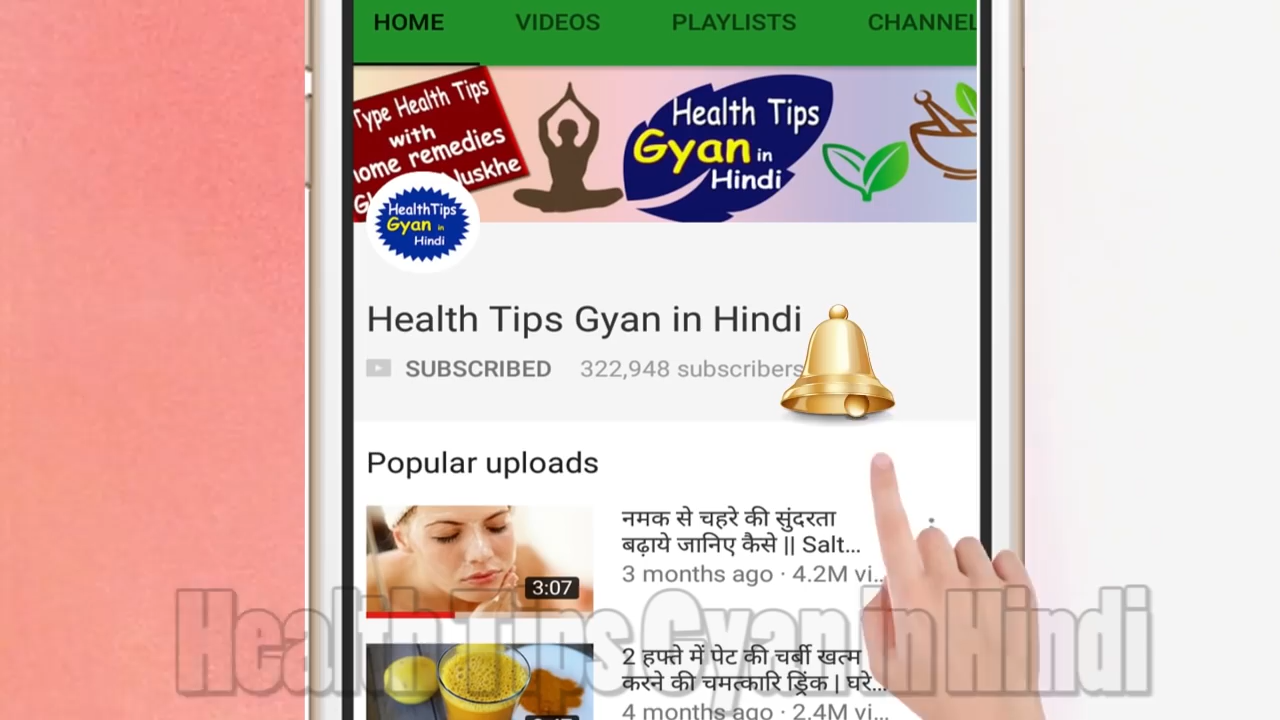 HOME VIDEOS PLAYLISTS CHANNEL
Type Health Tips
with
ome remedies
Health Tips
Gyan in
Hindi
HealthTips
Gyan in
Hindi
Health Tips Gyan in Hindi
SUBSCRIBED 322,948 subscribers
Popular uploads
नमक से चहरे की सुंदरता
बढ़ाये जानिए कैसे || Salt...
3 months ago · 4.2M vi...
3:07
Health Tips Gyan in Hindi
2 हफ्ते में पेट की चर्बी खत्म
करने की चमत्कारि ड्रिंक | घरे...
4 months ago · 2.4M vi...